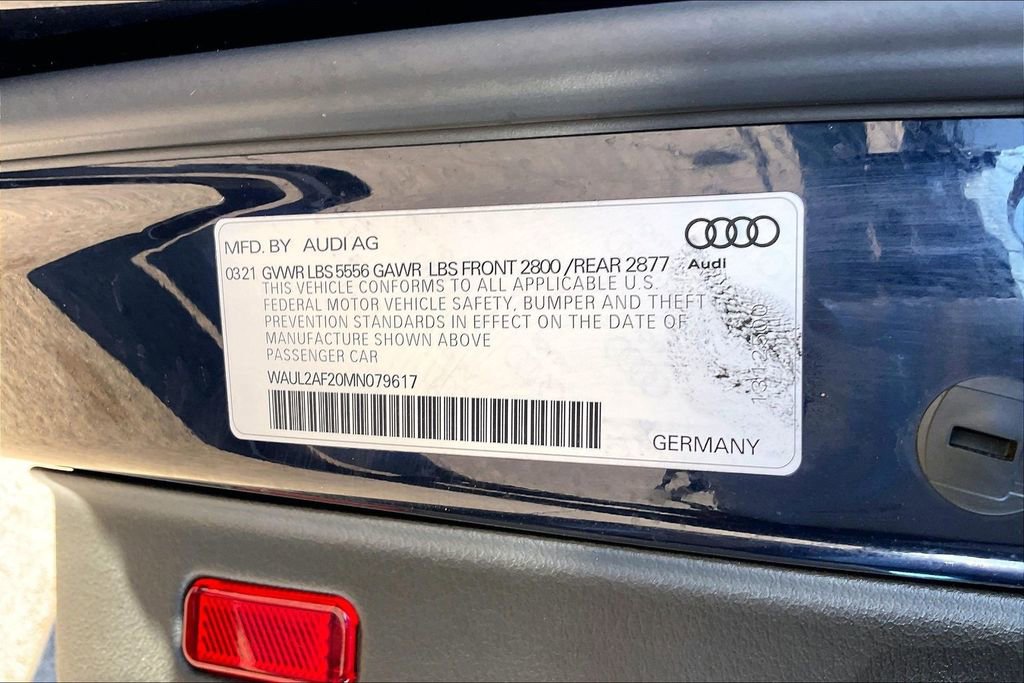 MFD. BY AUDI AG
0321 GVWR LBS 5556 GAWR LBS FRONT 2800 /REAR 2877
Audi
THIS VEHICLE CONFORMS TO ALL APPLICABLE U.S.
FEDERAL MOTOR VEHICLE SAFETY, BUMPER AND THEFT
PREVENTION STANDARDS IN EFFECT ON THE DATE OF
MANUFACTURE SHOWN ABOVE
PASSENGER CAR
WAUL2AF20MN079617
GERMANY